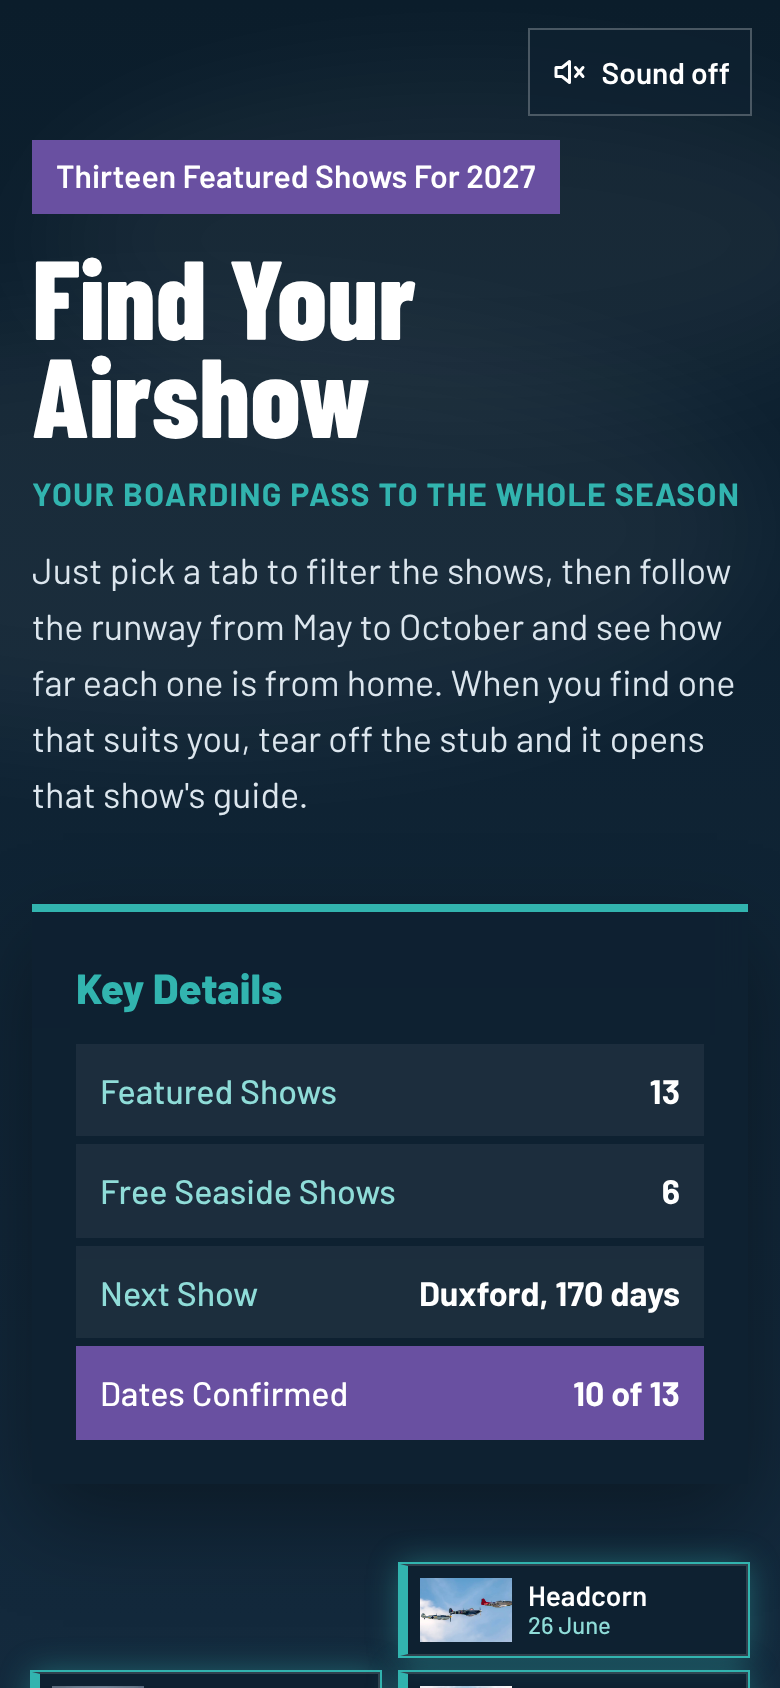 Sound off
Thirteen Featured Shows For 2027
Find Your
Airshow
YOUR BOARDING PASS TO THE WHOLE SEASON
Just pick a tab to filter the shows, then follow
the runway from May to October and see how
far each one is from home. When you find one
that suits you, tear off the stub and it opens
that show's guide.
Key Details
Featured Shows 13
Free Seaside Shows 6
Next Show Duxford, 170 days
Dates Confirmed 10 of 13
Headcorn
26 June